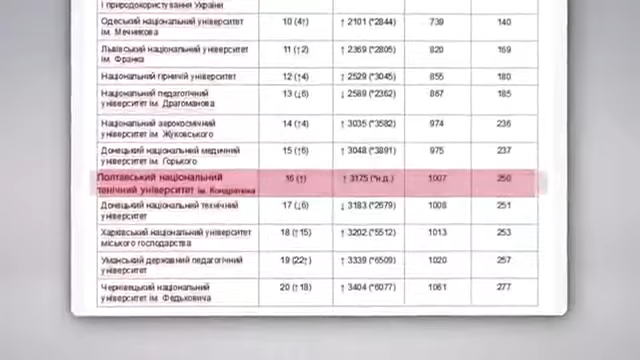 і природокористування України
Одеський національний університет 10 (4↑) ↑ 2101 (*2844) 739 140
ім. Мечникова
Львівський національний університет 11 (↑2) ↑ 2369 (*2805) 820 169
ім. Франка
Національний гірничий університет 12 (↑4) ↑ 2529 (*3045) 855 180
Національний педагогічний 13 (↓6) ↓ 2589 (*2362) 867 185
університет ім. Драгоманова
Національний аерокосмічний 14 (↑4) ↑ 3035 (*3582) 974 236
університет ім. Жуковського
Донецький національний медичний 15 (↑6) ↑ 3048 (*3891) 975 237
університет ім. Горького
Полтавський національний 16 (↑) ↑ 3175 (*н.д.) 1007 250
технічний університет ім. Кондратюка
Донецький національний технічний 17 (↓6) ↓ 3183 (*2579) 1008 251
університет
Харківський національний університет 18 (↑15) ↑ 3202 (*5512) 1013 253
міського господарства
Уманський державний педагогічний 19 (22↑) ↑ 3339 (*6509) 1020 257
університет
Чернівецький національний 20 (↑18) ↑ 3404 (*6077) 1061 277
університет ім. Федьковича